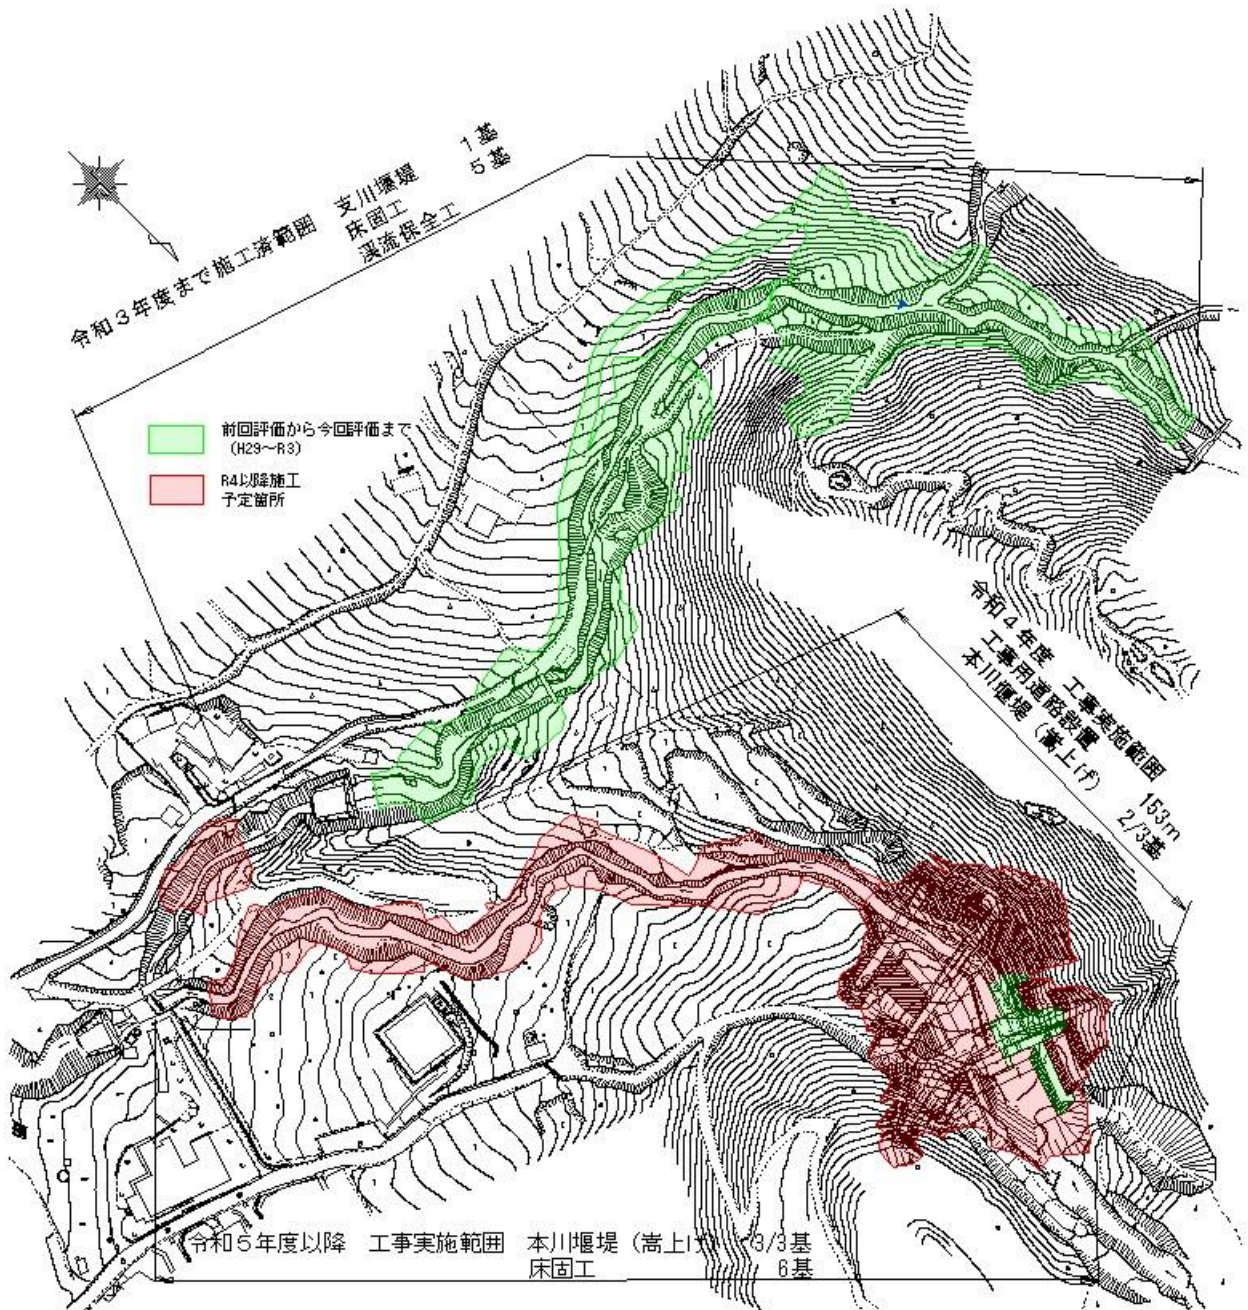 令和3年度まで施工済範囲　支川堰堤　1基
床固工　5基
渓流保全工
前回評価から今回評価まで
（H29～R3）
R4以降施工
予定箇所
令和4年度　工事実施範囲
工事用道路設置　153m
本川堰堤（嵩上げ）　2/3基
令和5年度以降　工事実施範囲　本川堰堤（嵩上げ）　3/3基
床固工　6基